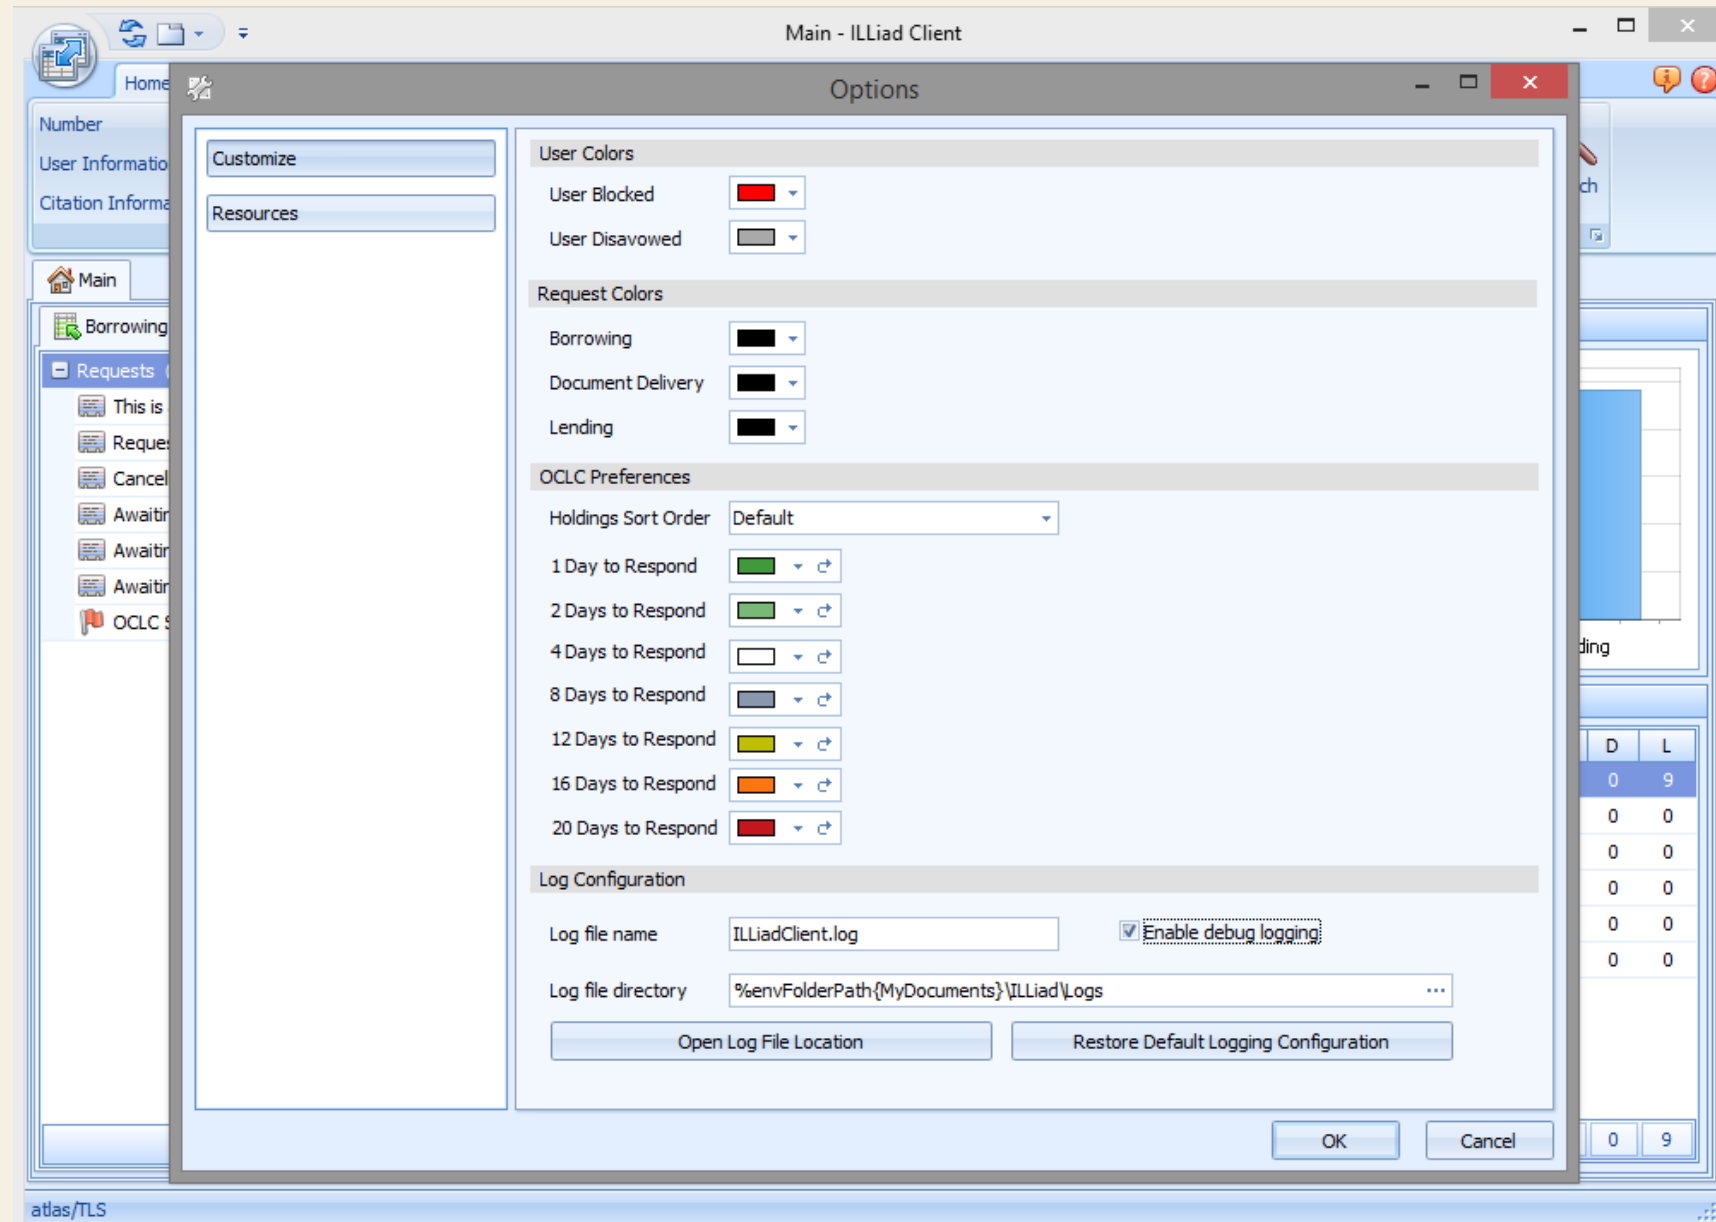 Main - ILLiad Client
Home
Options
Number
User Informatio
Citation Informa
ch
Customize
Resources
User Colors
User Blocked
User Disavowed
Request Colors
Borrowing
Document Delivery
Lending
OCLC Preferences
Holdings Sort Order Default
1 Day to Respond
2 Days to Respond
4 Days to Respond
8 Days to Respond
12 Days to Respond
16 Days to Respond
20 Days to Respond
Log Configuration
Log file name ILLiadClient.log Enable debug logging
Log file directory %envFolderPath{MyDocuments}\ILLiad\Logs ...
Open Log File Location Restore Default Logging Configuration
OK Cancel
Main
Borrowing
Requests (
This is
Reques
Cancell
Awaitin
Awaitin
Awaitin
OCLC S
ding
D L
0 9
0 0
0 0
0 0
0 0
0 0
0 9
atlas/TLS